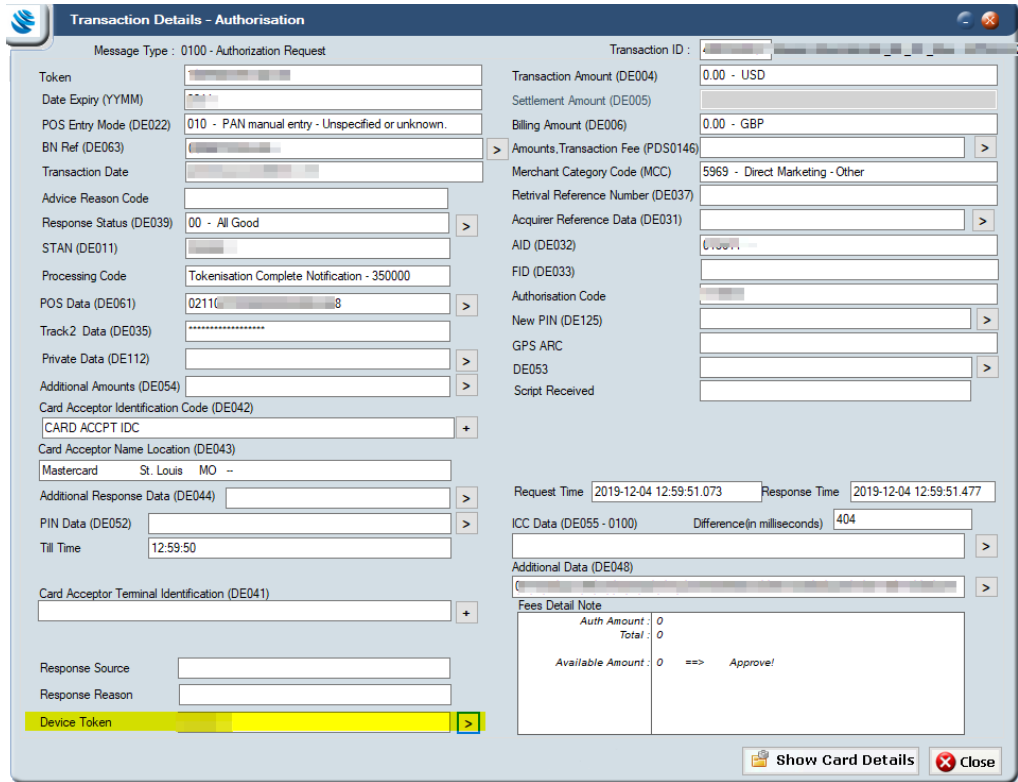 Transaction Details - Authorisation
Message Type : 0100 - Authorization Request
Transaction ID :
Token
Date Expiry (YYMM)
POS Entry Mode (DE022) 010 - PAN manual entry - Unspecified or unknown.
BN Ref (DE063) >
Transaction Date
Advice Reason Code
Response Status (DE039) 00 - All Good >
STAN (DE011)
Processing Code Tokenisation Complete Notification - 350000
POS Data (DE061) 02110 8 >
Track2 Data (DE035) ******************
Private Data (DE112) >
Additional Amounts (DE054) >
Card Acceptor Identification Code (DE042)
CARD ACCPT IDC +
Card Acceptor Name Location (DE043)
Mastercard St. Louis MO --
Additional Response Data (DE044) >
PIN Data (DE052) >
Till Time 12:59:50
Card Acceptor Terminal Identification (DE041)
+
Response Source
Response Reason
Device Token >
Transaction Amount (DE004) 0.00 - USD
Settlement Amount (DE005)
Billing Amount (DE006) 0.00 - GBP
Amounts,Transaction Fee (PDS0146) >
Merchant Category Code (MCC) 5969 - Direct Marketing - Other
Retrival Reference Number (DE037)
Acquirer Reference Data (DE031) >
AID (DE032)
FID (DE033)
Authorisation Code
New PIN (DE125) >
GPS ARC
DE053 >
Script Received
Request Time 2019-12-04 12:59:51.073 Response Time 2019-12-04 12:59:51.477
ICC Data (DE055 - 0100) Difference(in milliseconds) 404
>
Additional Data (DE048)
>
Fees Detail Note
Auth Amount : 0
Total : 0
Available Amount : 0 ==> Approve!
Show Card Details Close